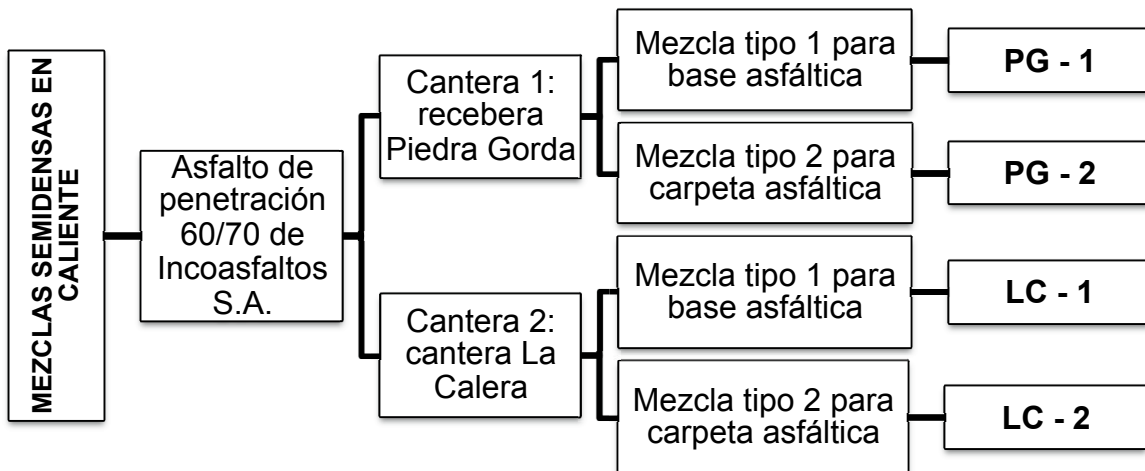 MEZCLAS SEMIDENSAS EN
CALIENTE
Asfalto de
penetración
60/70 de
Incoasfaltos
S.A.
Cantera 1:
recebera
Piedra Gorda
Mezcla tipo 1 para
base asfáltica
PG - 1
Mezcla tipo 2 para
carpeta asfáltica
PG - 2
Cantera 2:
cantera La
Calera
Mezcla tipo 1 para
base asfáltica
LC - 1
Mezcla tipo 2 para
carpeta asfáltica
LC - 2